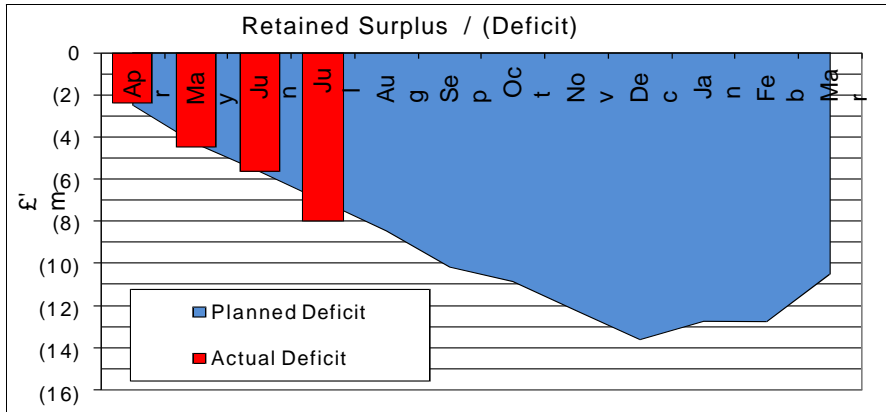 Retained Surplus / (Deficit)
0
(2)
(4)
(6)
(8)
(10)
(12)
(14)
(16)
£'
m
Ap
r
Ma
y
Ju
n
Ju
l
Au
g
Se
p
Oc
t
No
v
De
c
Ja
n
Fe
b
Ma
r
Planned Deficit
Actual Deficit